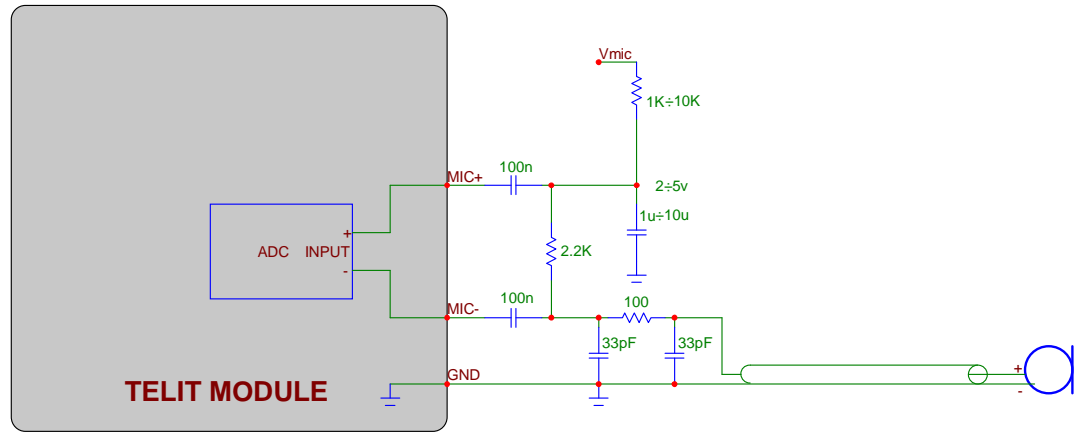 Vmic
1K÷10K
100n
MIC+
2÷5v
1u÷10u
+
ADC INPUT
2.2K
-
MIC-
100n
100
33pF
33pF
GND
TELIT MODULE
+
-